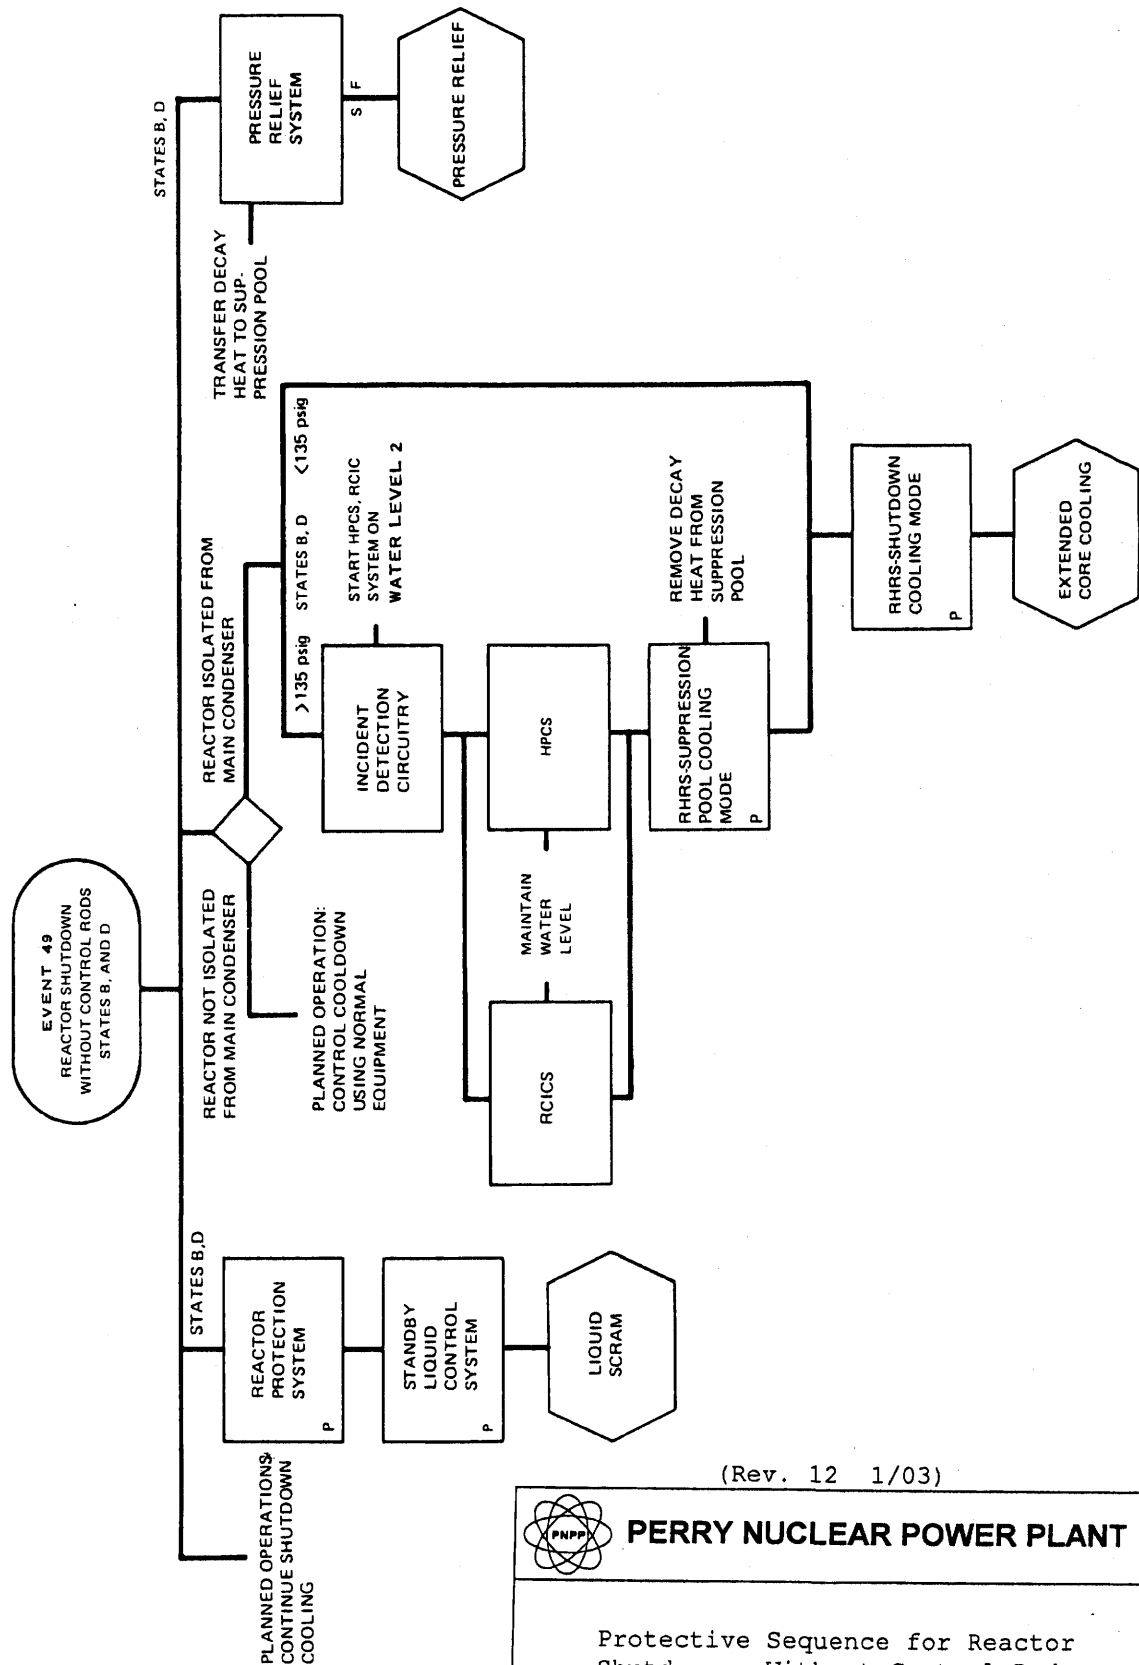 EVENT 49
REACTOR SHUTDOWN
WITHOUT CONTROL RODS
STATES B, AND D
PLANNED OPERATIONS
CONTINUE SHUTDOWN
COOLING
STATES B,D
REACTOR
PROTECTION
SYSTEM
P
STANDBY
LIQUID
CONTROL
SYSTEM
P
LIQUID
SCRAM
REACTOR NOT ISOLATED
FROM MAIN CONDENSER
PLANNED OPERATION:
CONTROL COOLDOWN
USING NORMAL
EQUIPMENT
REACTOR ISOLATED FROM
MAIN CONDENSER
>135 psig
STATES B, D
<135 psig
INCIDENT
DETECTION
CIRCUITRY
START HPCS, RCIC
SYSTEM ON
WATER LEVEL 2
RCICS
MAINTAIN
WATER
LEVEL
HPCS
RHRS-SUPPRESSION
POOL COOLING
MODE
P
REMOVE DECAY
HEAT FROM
SUPPRESSION
POOL
RHRS-SHUTDOWN
COOLING MODE
P
EXTENDED
CORE COOLING
STATES B, D
TRANSFER DECAY
HEAT TO SUP-
PRESSION POOL
PRESSURE
RELIEF
SYSTEM
S F
PRESSURE RELIEF
(Rev. 12 1/03)
PNPP
PERRY NUCLEAR POWER PLANT
Protective Sequence for Reactor
Without Control